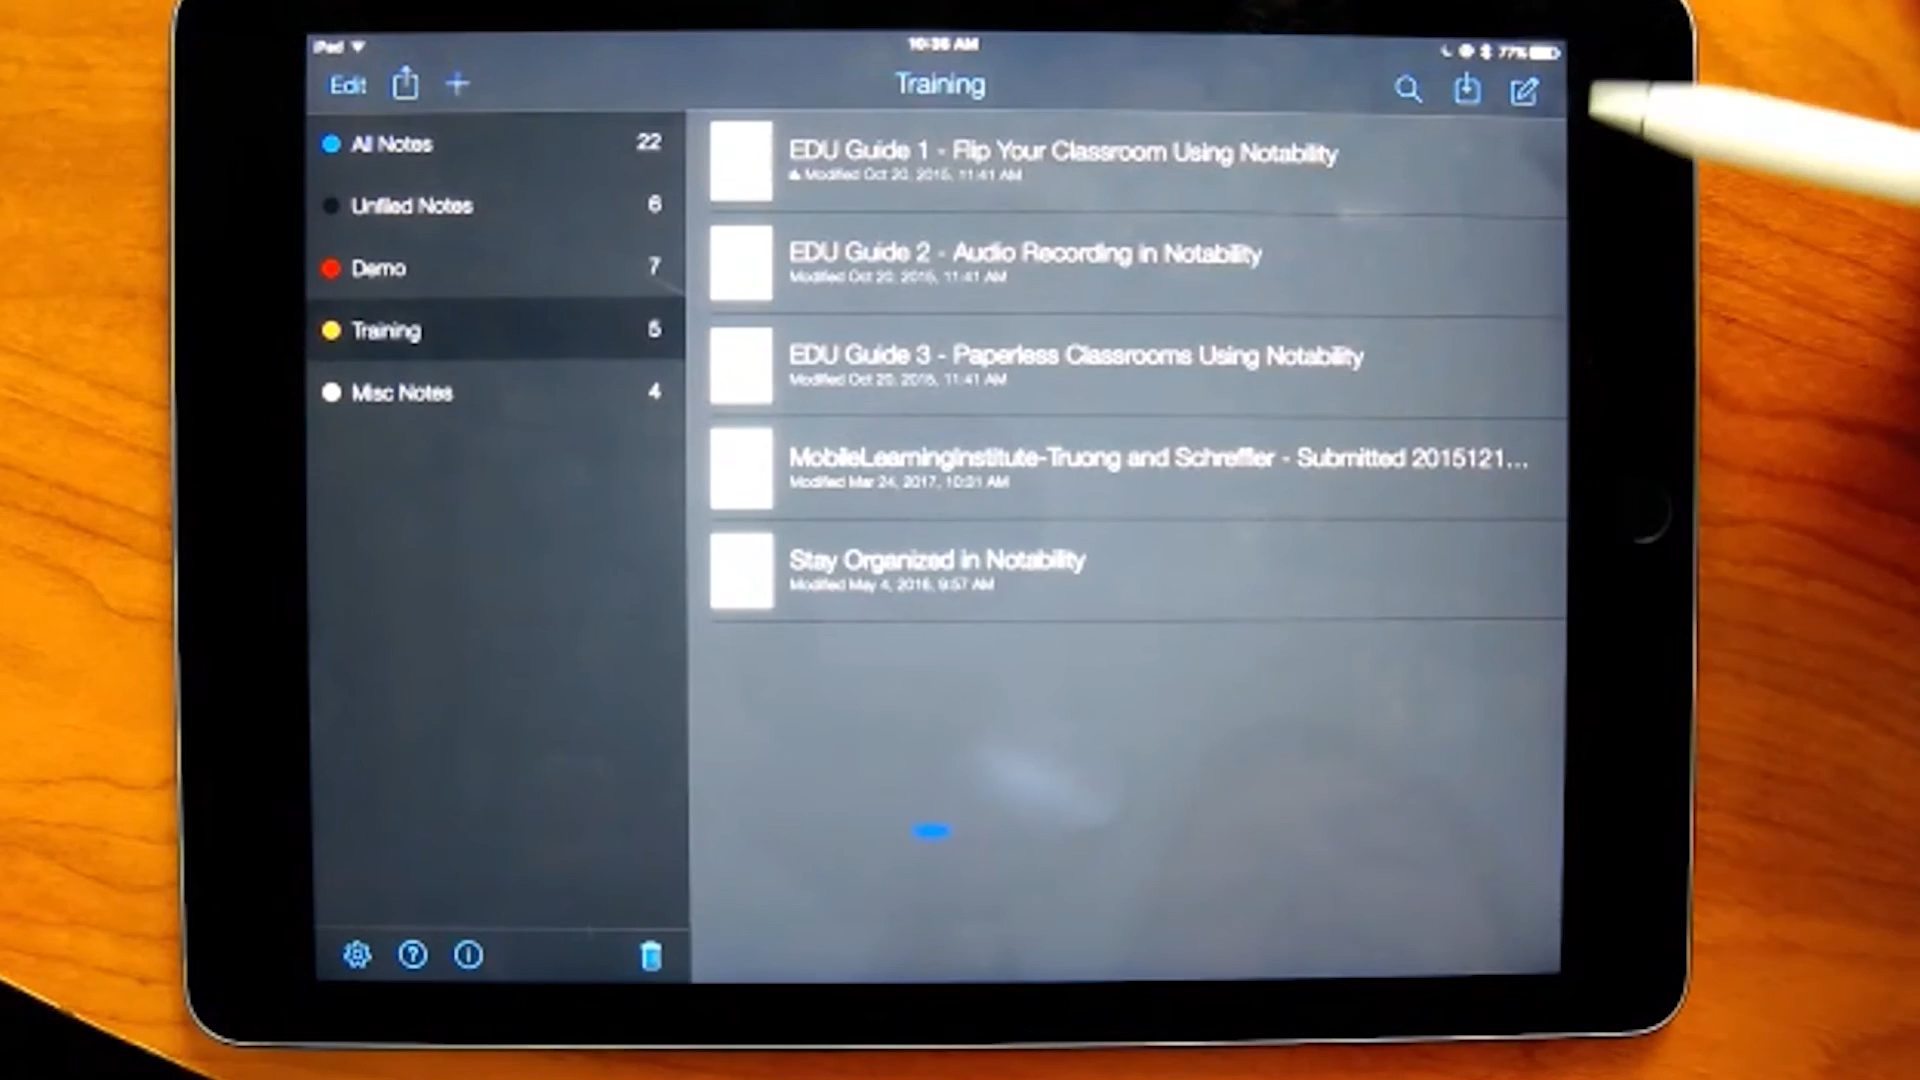 iPad
10:36 AM
77%
Edit
Training
All Notes 22
Unfiled Notes 6
Demo 7
Training 5
Misc Notes 4
EDU Guide 1 - Flip Your Classroom Using Notability
Modified Oct 20, 2015, 11:41 AM
EDU Guide 2 - Audio Recording in Notability
Modified Oct 20, 2015, 11:41 AM
EDU Guide 3 - Paperless Classrooms Using Notability
Modified Oct 20, 2015, 11:41 AM
MobileLearningInstitute-Truong and Schreffler - Submitted 2015121...
Modified Mar 24, 2017, 10:31 AM
Stay Organized in Notability
Modified May 4, 2016, 9:57 AM